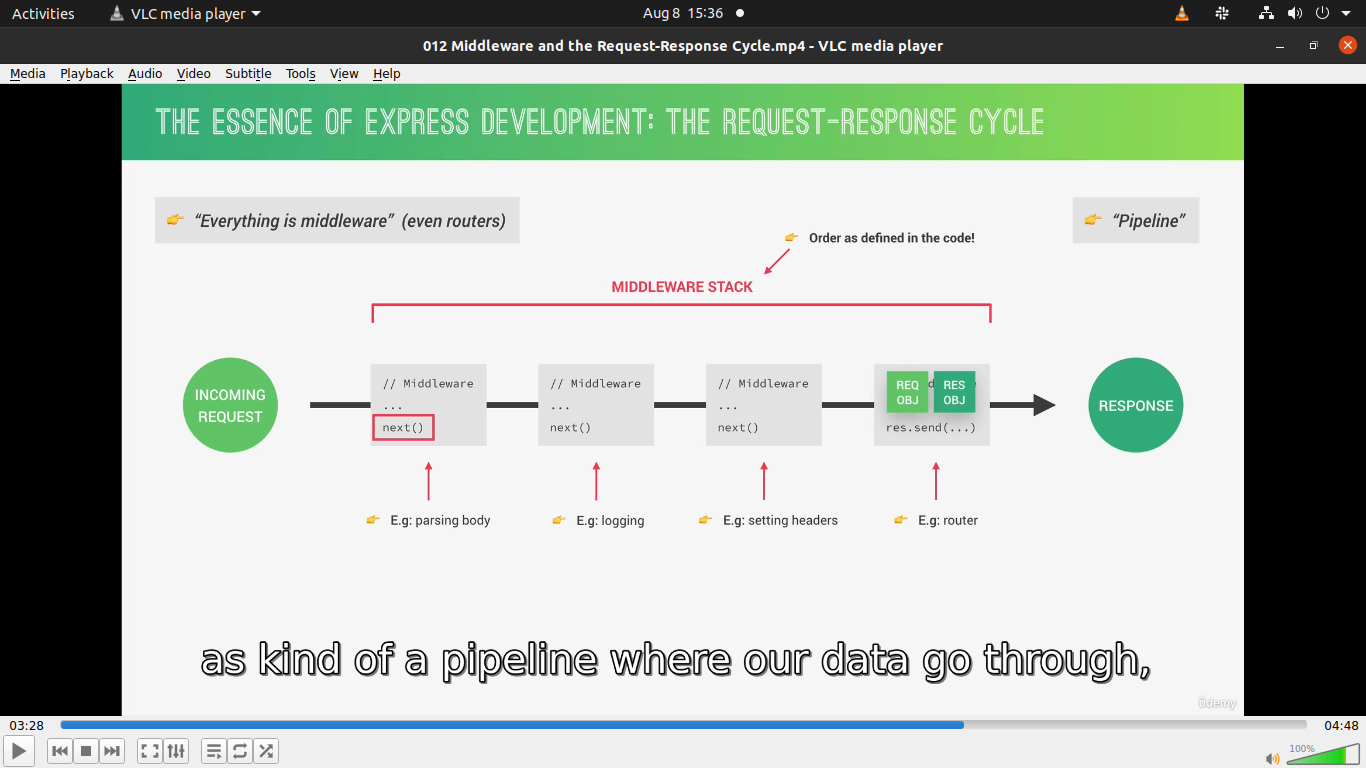 Activities
VLC media player
Aug 8 15:36
012 Middleware and the Request-Response Cycle.mp4 - VLC media player
Media Playback Audio Video Subtitle Tools View Help
THE ESSENCE OF EXPRESS DEVELOPMENT: THE REQUEST-RESPONSE CYCLE
“Everything is middleware” (even routers)
“Pipeline”
Order as defined in the code!
MIDDLEWARE STACK
INCOMING
REQUEST
// Middleware
...
next()
// Middleware
...
next()
// Middleware
...
next()
REQ
OBJ
RES
OBJ
res.send(...)
RESPONSE
E.g: parsing body
E.g: logging
E.g: setting headers
E.g: router
as kind of a pipeline where our data go through,
ûdemy
03:28
04:48
100%